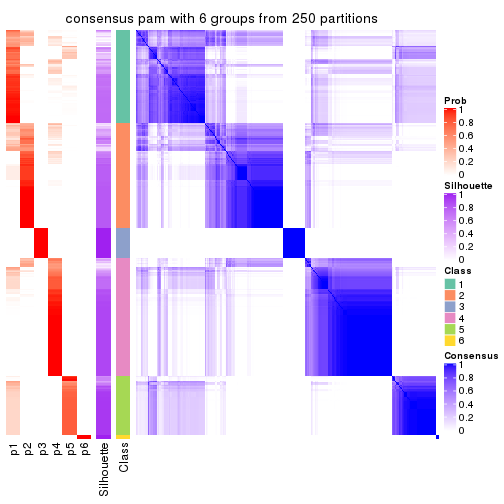 consensus pam with 6 groups from 250 partitions
Prob
1
0.8
0.6
0.4
0.2
0
Silhouette
1
0.8
0.6
0.4
0.2
0
Class
1
2
3
4
5
6
Consensus
1
0.8
0.6
0.4
0.2
0
p1
p2
p3
p4
p5
p6
Silhouette
Class